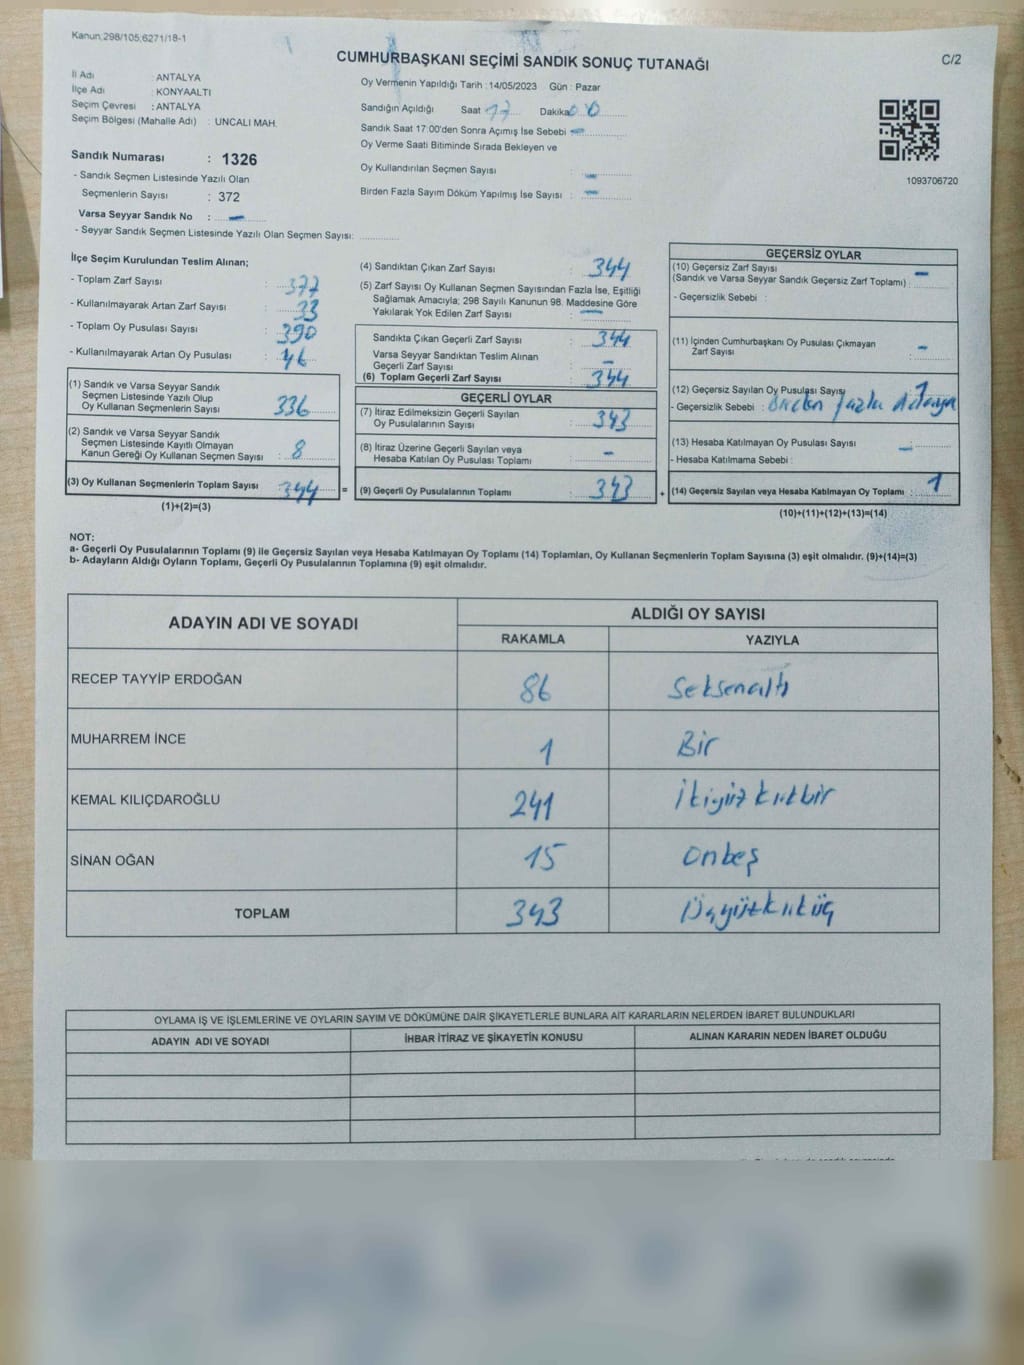 Kanun;298/105;6271/18-1
CUMHURBAŞKANI SEÇİMİ SANDIK SONUÇ TUTANAĞI
C/2
İl Adı : ANTALYA
İlçe Adı : KONYAALTI
Seçim Çevresi : ANTALYA
Seçim Bölgesi (Mahalle Adı) : UNCALI MAH.
Sandık Numarası : 1326
- Sandık Seçmen Listesinde Yazılı Olan
Seçmenlerin Sayısı : 372
Varsa Seyyar Sandık No : -
- Seyyar Sandık Seçmen Listesinde Yazılı Olan Seçmen Sayısı:
Oy Vermenin Yapıldığı Tarih : 14/05/2023 Gün : Pazar
Sandığın Açıldığı Saat 17 Dakika 00
Sandık Saat 17:00'den Sonra Açımış İse Sebebi -
Oy Verme Saati Bitiminde Sırada Bekleyen ve
Oy Kullandırılan Seçmen Sayısı : -
Birden Fazla Sayım Döküm Yapılmış İse Sayısı : -
1093706720
İlçe Seçim Kurulundan Teslim Alınan;
- Toplam Zarf Sayısı : 377
- Kullanılmayarak Artan Zarf Sayısı : 33
- Toplam Oy Pusulası Sayısı : 390
- Kullanılmayarak Artan Oy Pusulası : 46
(1) Sandık ve Varsa Seyyar Sandık
Seçmen Listesinde Yazılı Olup
Oy Kullanan Seçmenlerin Sayısı 336
(2) Sandık ve Varsa Seyyar Sandık
Seçmen Listesinde Kayıtlı Olmayan
Kanun Gereği Oy Kullanan Seçmen Sayısı : 8
(3) Oy Kullanan Seçmenlerin Toplam Sayısı 344 =
(1)+(2)=(3)
(4) Sandıktan Çıkan Zarf Sayısı : 344
(5) Zarf Sayısı Oy Kullanan Seçmen Sayısından Fazla İse, Eşitliği
Sağlamak Amacıyla; 298 Sayılı Kanunun 98. Maddesine Göre
Yakılarak Yok Edilen Zarf Sayısı : -
Sandıkta Çıkan Geçerli Zarf Sayısı : 344
Varsa Seyyar Sandıktan Teslim Alınan
Geçerli Zarf Sayısı : -
(6) Toplam Geçerli Zarf Sayısı : 344
GEÇERLİ OYLAR
(7) İtiraz Edilmeksizin Geçerli Sayılan
Oy Pusulalarının Sayısı : 343
(8) İtiraz Üzerine Geçerli Sayılan veya
Hesaba Katılan Oy Pusulası Toplamı : -
(9) Geçerli Oy Pusulalarının Toplamı : 343 +
GEÇERSİZ OYLAR
(10) Geçersiz Zarf Sayısı -
(Sandık ve Varsa Seyyar Sandık Geçersiz Zarf Toplamı) :
- Geçersizlik Sebebi :
(11) İçinden Cumhurbaşkanı Oy Pusulası Çıkmayan
Zarf Sayısı : -
(12) Geçersiz Sayılan Oy Pusulası Sayısı 1
- Geçersizlik Sebebi : Birden fazla
(13) Hesaba Katılmayan Oy Pusulası Sayısı : -
- Hesaba Katılmama Sebebi :
(14) Geçersiz Sayılan veya Hesaba Katılmayan Oy Toplamı : 1
(10)+(11)+(12)+(13)=(14)
NOT:
a- Geçerli Oy Pusulalarının Toplamı (9) ile Geçersiz Sayılan veya Hesaba Katılmayan Oy Toplamı (14) Toplamları, Oy Kullanan Seçmenlerin Toplam Sayısına (3) eşit olmalıdır. (9)+(14)=(3)
b- Adayların Aldığı Oyların Toplamı, Geçerli Oy Pusulalarının Toplamına (9) eşit olmalıdır.
ADAYIN ADI VE SOYADI
ALDIĞI OY SAYISI
RAKAMLA YAZIYLA
RECEP TAYYİP ERDOĞAN 86 Seksenaltı
MUHARREM İNCE 1 Bir
KEMAL KILIÇDAROĞLU 241 İkiyüzkırkbir
SİNAN OĞAN 15 Onbeş
TOPLAM 343 Üçyüzkırküç
OYLAMA İŞ VE İŞLEMLERİNE VE OYLARIN SAYIM VE DÖKÜMÜNE DAİR ŞİKAYETLERLE BUNLARA AİT KARARLARIN NELERDEN İBARET BULUNDUKLARI
ADAYIN ADI VE SOYADI İHBAR İTİRAZ VE ŞİKAYETİN KONUSU ALINAN KARARIN NEDEN İBARET OLDUĞU